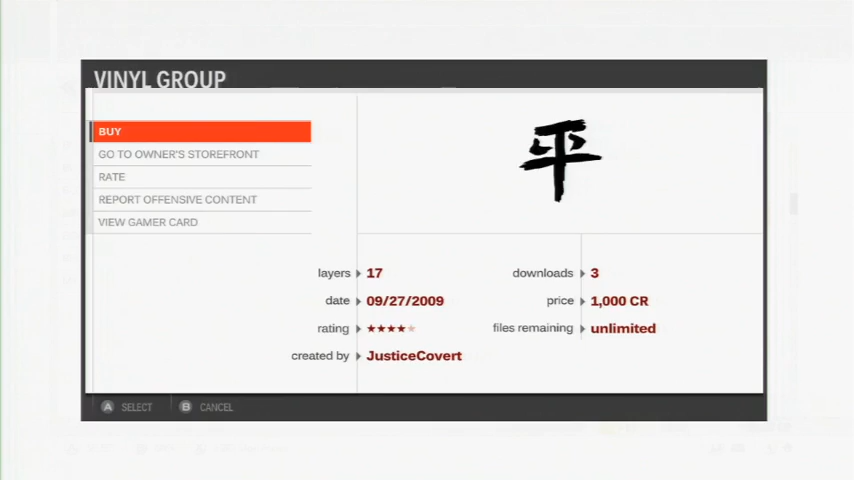 VINYL GROUP
BUY
GO TO OWNER'S STOREFRONT
RATE
REPORT OFFENSIVE CONTENT
VIEW GAMER CARD
平
layers 17
date 09/27/2009
rating ★★★★★
created by JusticeCovert
downloads 3
price 1,000 CR
files remaining unlimited
A SELECT B CANCEL